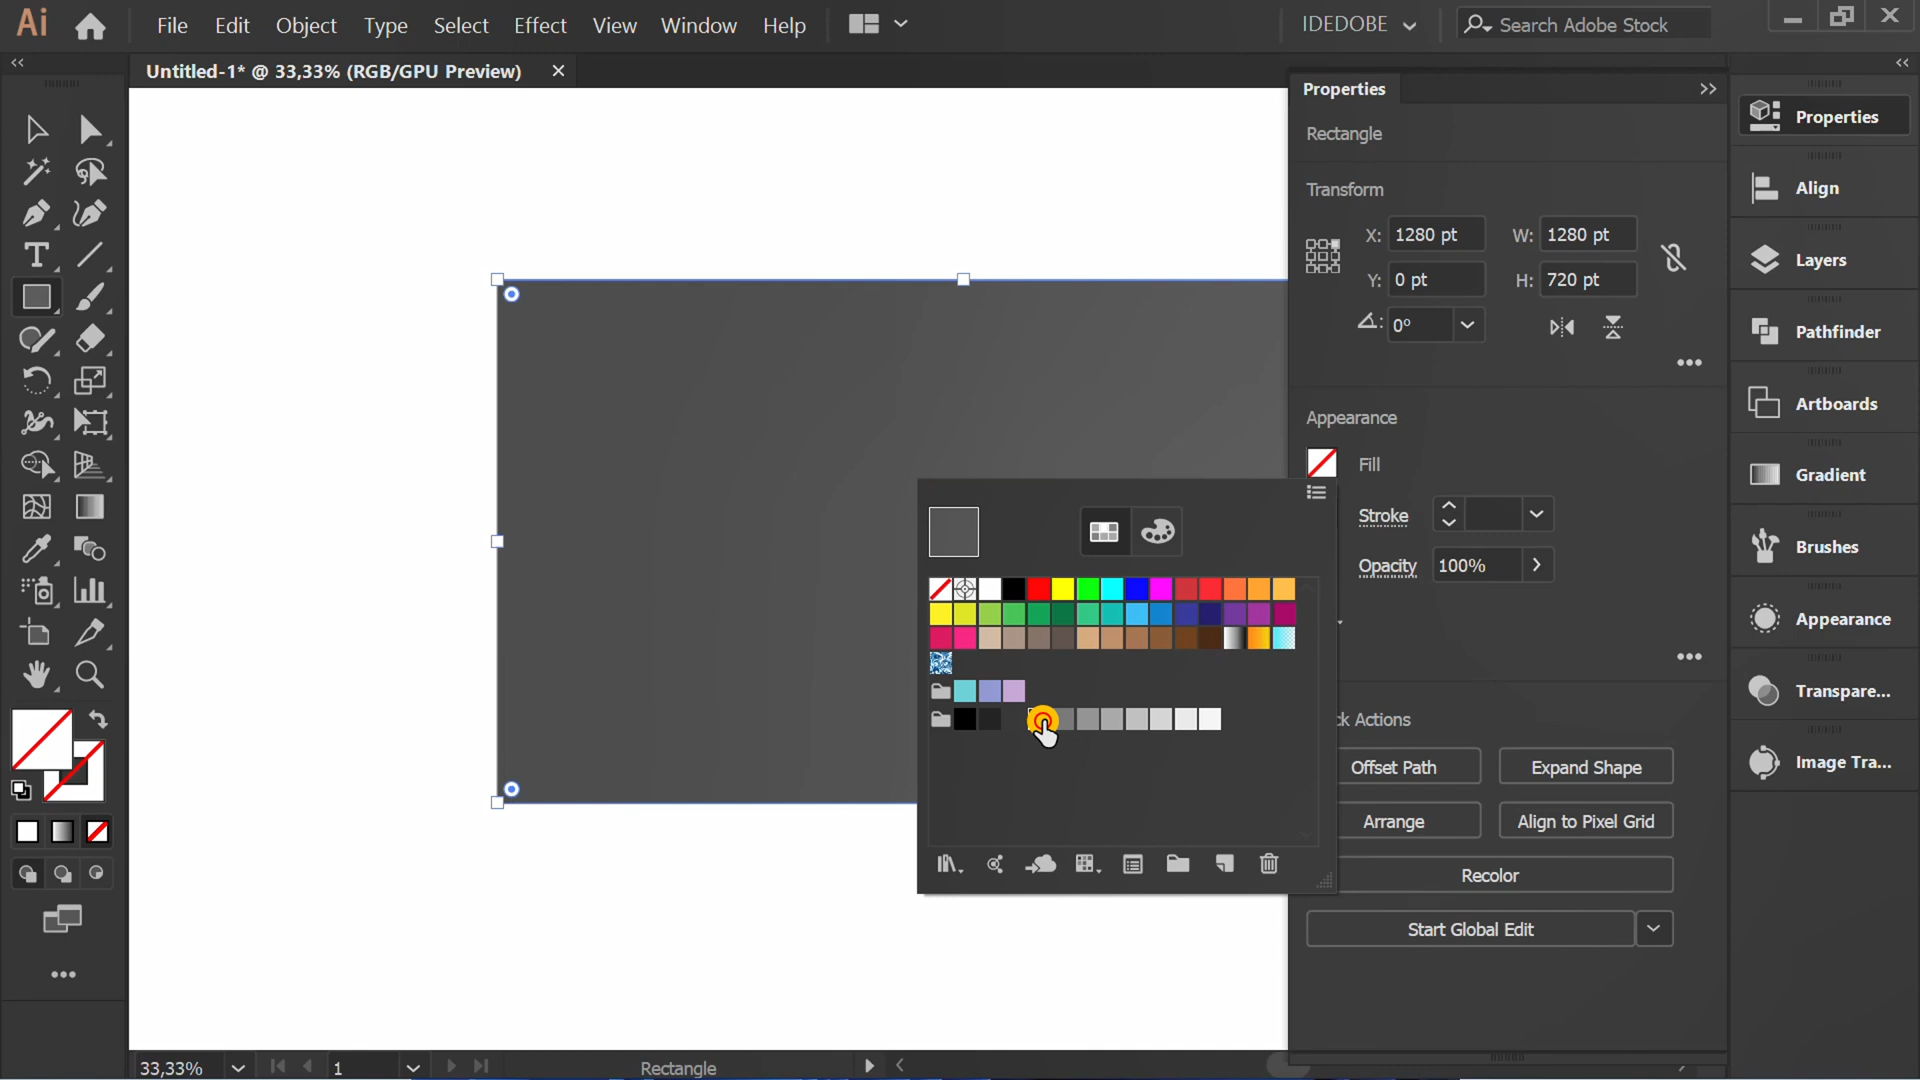 Ai File Edit Object Type Select Effect View Window Help IDEDOBE Search Adobe Stock
Untitled-1* @ 33,33% (RGB/GPU Preview)
Properties
Rectangle
Transform
X: 1280 pt W: 1280 pt
Y: 0 pt H: 720 pt
0°
Appearance
Fill
Stroke
Opacity 100%
ck Actions
Offset Path Expand Shape
Arrange Align to Pixel Grid
Recolor
Start Global Edit
Properties
Align
Layers
Pathfinder
Artboards
Gradient
Brushes
Appearance
Transpare...
Image Tra...
33,33% 1 Rectangle